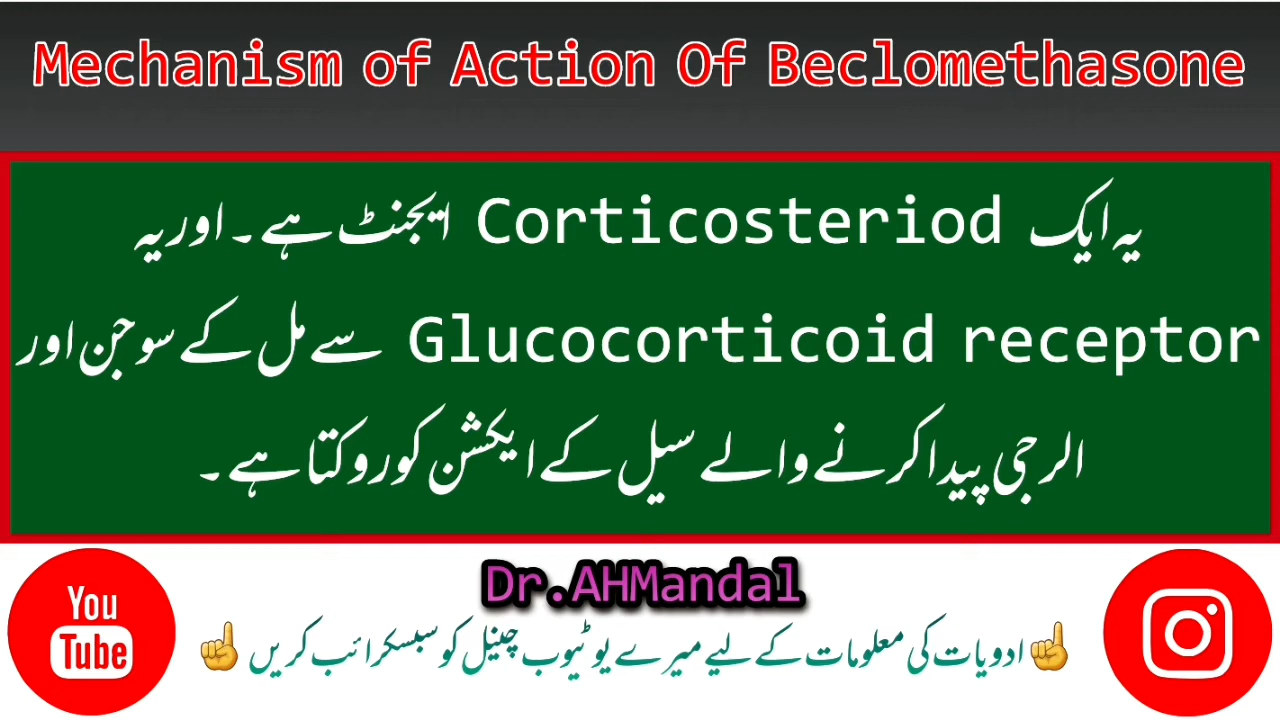 Mechanism of Action Of Beclomethasone
یہ ایک Corticosteriod ایجنٹ ہے۔ اور یہ
Glucocorticoid receptor سے مل کے سوجن اور
الرجی پیدا کرنے والے سیل کے ایکشن کو روکتا ہے۔
Dr.AHMandal
You
Tube
☝ادویات کی معلومات کے لیے میرے یو ٹیوب چینل کو سبسکرائب کریں☝